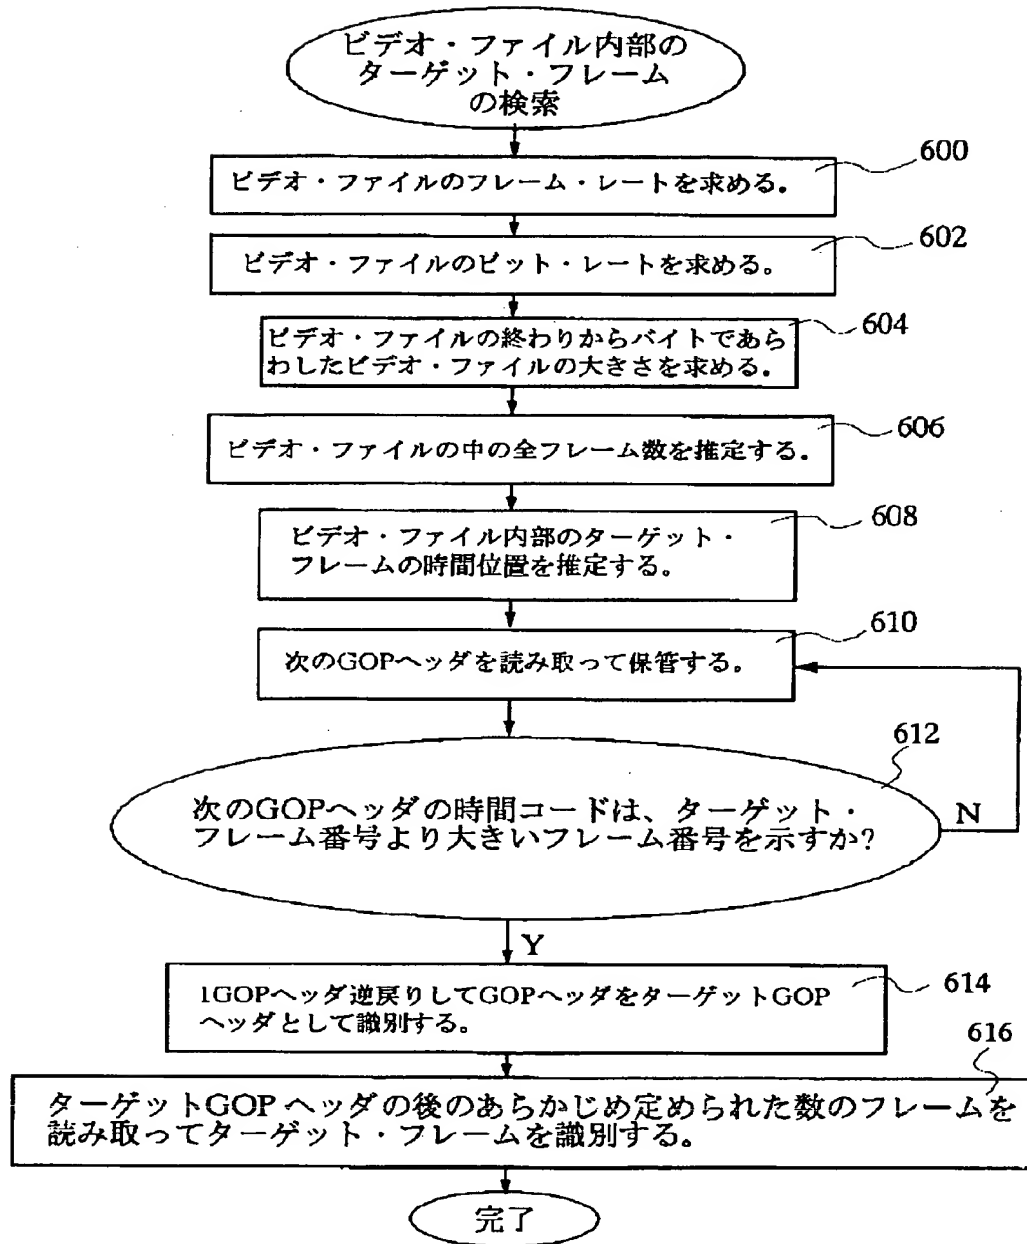 ビデオ・ファイル内部の
ターゲット・フレーム
の検索
600
ビデオ・ファイルのフレーム・レートを求める。
602
ビデオ・ファイルのビット・レートを求める。
604
ビデオ・ファイルの終わりからバイトであら
わしたビデオ・ファイルの大きさを求める。
606
ビデオ・ファイルの中の全フレーム数を推定する。
608
ビデオ・ファイル内部のターゲット・
フレームの時間位置を推定する。
610
次のGOPヘッダを読み取って保管する。
612
次のGOPヘッダの時間コードは、ターゲット・
フレーム番号より大きいフレーム番号を示すか?
N
Y
614
1GOPヘッダ逆戻りしてGOPヘッダをターゲットGOP
ヘッダとして識別する。
616
ターゲットGOP ヘッダの後のあらかじめ定められた数のフレームを
読み取ってターゲット・フレームを識別する。
完了